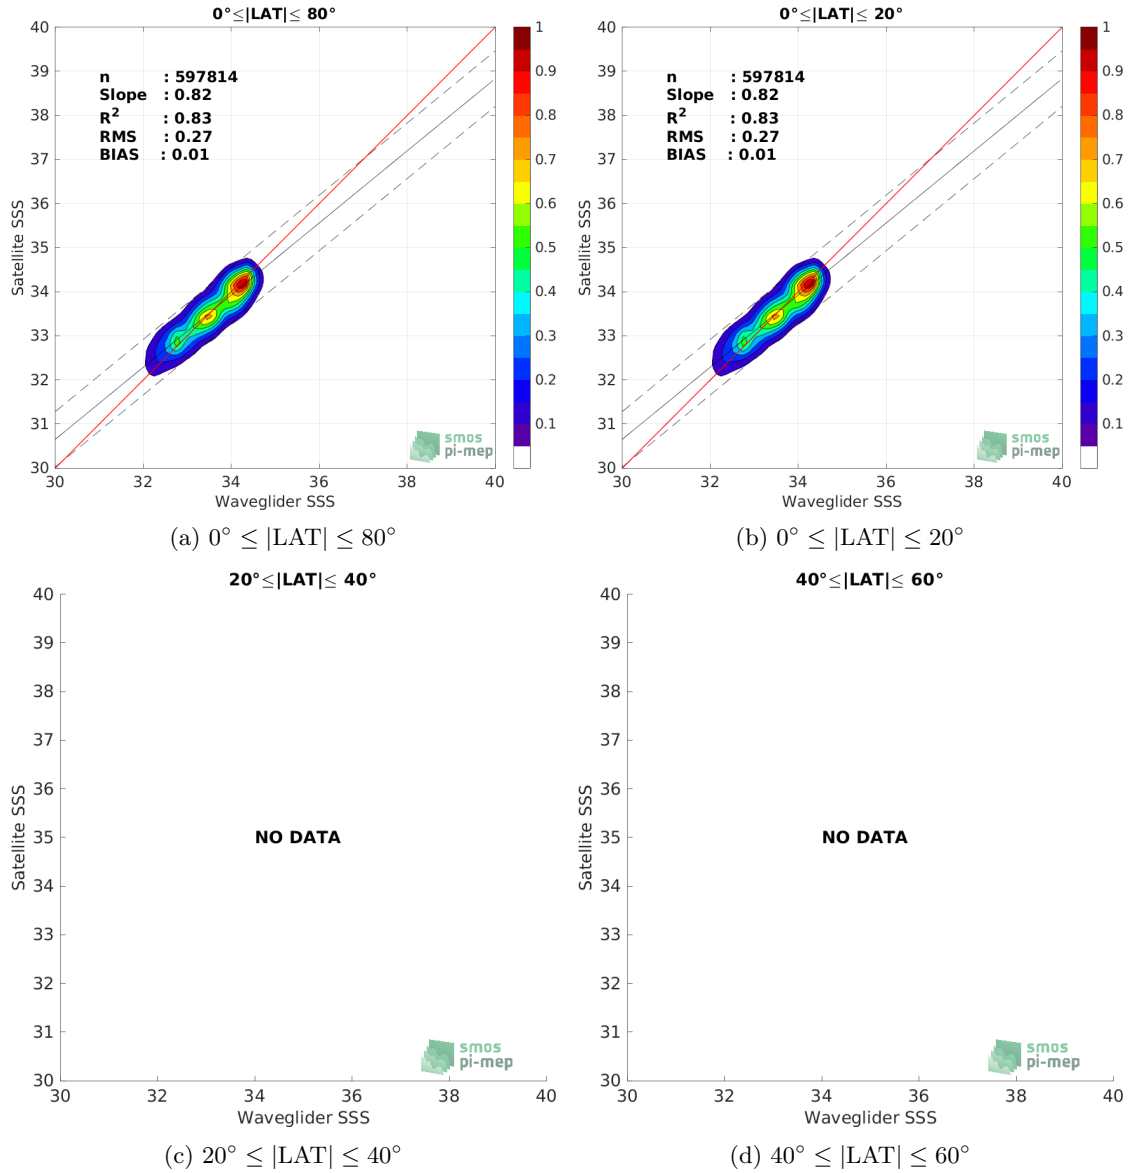 0°≤|LAT|≤ 80°
40
39
38
37
36
35
34
33
32
31
30
Satellite SSS
n : 597814
Slope : 0.82
R2 : 0.83
RMS : 0.27
BIAS : 0.01
smos
pi-mep
30 32 34 36 38 40
Waveglider SSS
1
0.9
0.8
0.7
0.6
0.5
0.4
0.3
0.2
0.1
(a) 0° ≤ |LAT| ≤ 80°
0°≤|LAT|≤ 20°
40
39
38
37
36
35
34
33
32
31
30
Satellite SSS
n : 597814
Slope : 0.82
R2 : 0.83
RMS : 0.27
BIAS : 0.01
smos
pi-mep
30 32 34 36 38 40
Waveglider SSS
1
0.9
0.8
0.7
0.6
0.5
0.4
0.3
0.2
0.1
(b) 0° ≤ |LAT| ≤ 20°
20°≤|LAT|≤ 40°
40
39
38
37
36
35
34
33
32
31
30
Satellite SSS
NO DATA
smos
pi-mep
30 32 34 36 38 40
Waveglider SSS
(c) 20° ≤ |LAT| ≤ 40°
40°≤|LAT|≤ 60°
40
39
38
37
36
35
34
33
32
31
30
Satellite SSS
NO DATA
smos
pi-mep
30 32 34 36 38 40
Waveglider SSS
(d) 40° ≤ |LAT| ≤ 60°